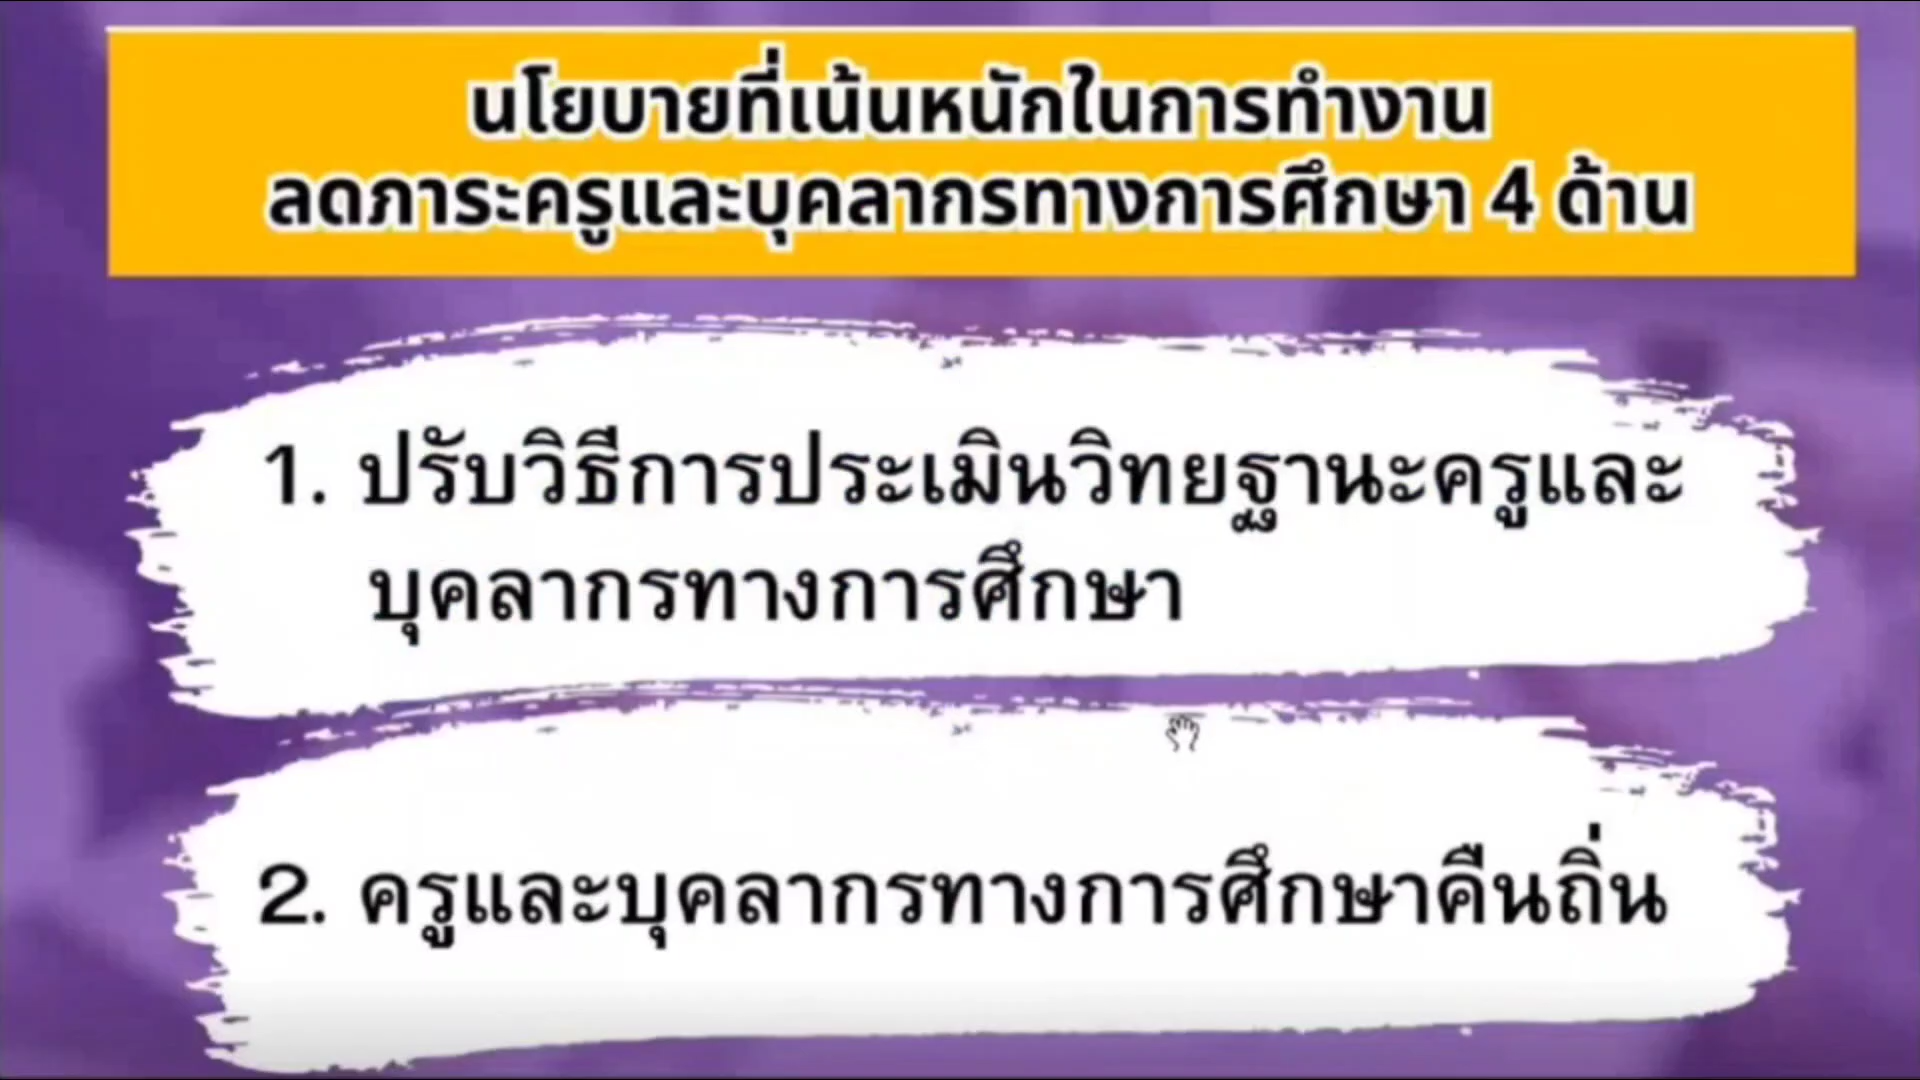 นโยบายที่เน้นหนักในการทำงาน
ลดภาระครูและบุคลากรทางการศึกษา 4 ด้าน
1. ปรับวิธีการประเมินวิทยฐานะครูและ
บุคลากรทางการศึกษา
2. ครูและบุคลากรทางการศึกษาคืนถิ่น